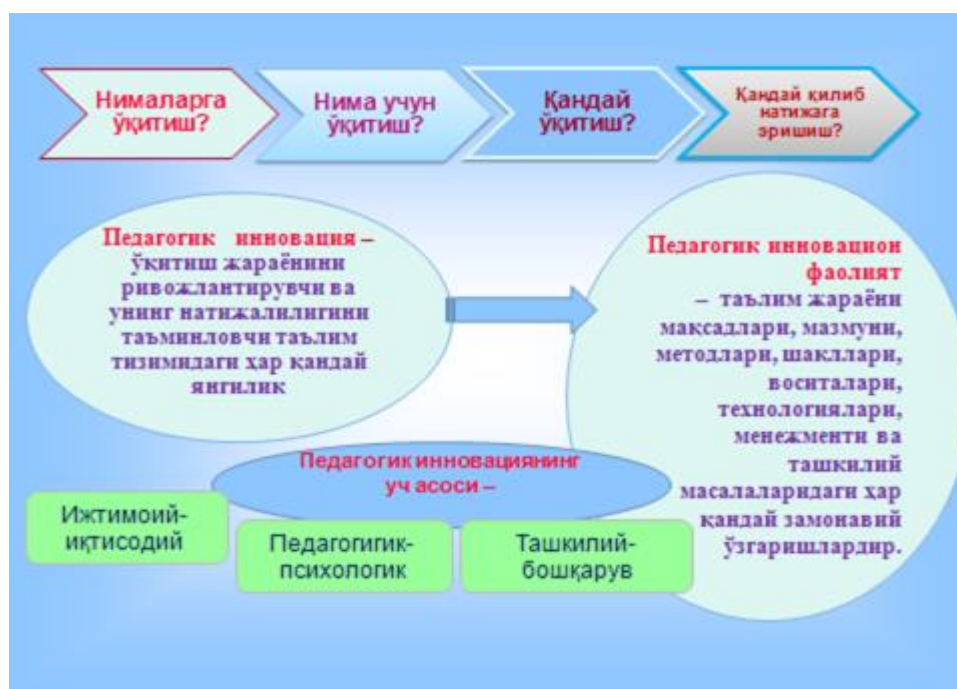 Нималарга
ўқитиш?
Нима учун
ўқитиш?
Қандай
ўқитиш?
Қандай қилиб
натижага
эришиш?
Педагогик инновация –
ўқитиш жараёнини
ривожлантирувчи ва
унинг натижалилигини
таъминловчи таълим
тизимидаги ҳар қандай
янгилик
Педагогик инновацион
фаолият
– таълим жараёни
мақсадлари, мазмуни,
методлари, шакллари,
воситалари,
технологиялари,
менежменти ва
ташкилий
масалаларидаги ҳар
қандай замонавий
ўзгаришлардир.
Педагогик инновациянинг
уч асоси –
Ижтимоий-
иқтисодий
Педагогигик-
психологик
Ташкилий-
бошқарув